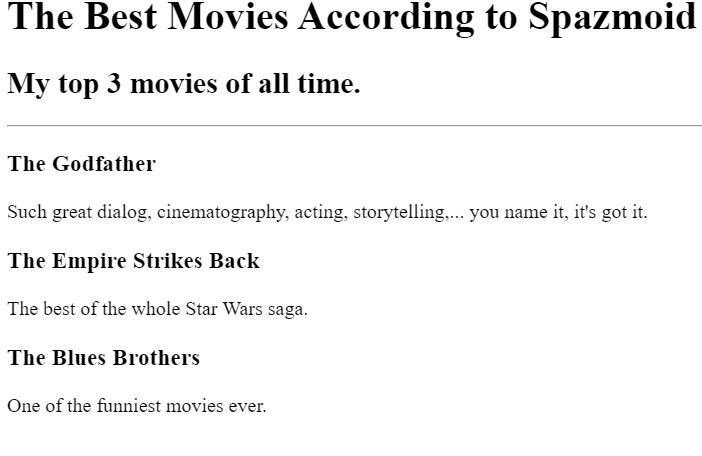 The Best Movies According to Spazmoid
My top 3 movies of all time.
The Godfather
Such great dialog, cinematography, acting, storytelling,... you name it, it's got it.
The Empire Strikes Back
The best of the whole Star Wars saga.
The Blues Brothers
One of the funniest movies ever.